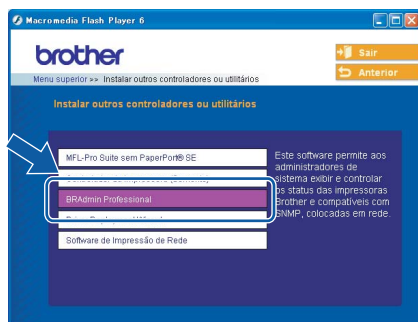 Macromedia Flash Player 6
brother
Sair
Anterior
Menu superior >> Instalar outros controladores ou utilitários
Instalar outros controladores ou utilitários
MFL-Pro Suite sem PaperPort® SE
BRAdmin Professional
Software de Impressão de Rede
Este software permite aos
administradores de
sistema exibir e controlar
os status das impressoras
Brother e compatíveis com
SNMP, colocadas em rede.